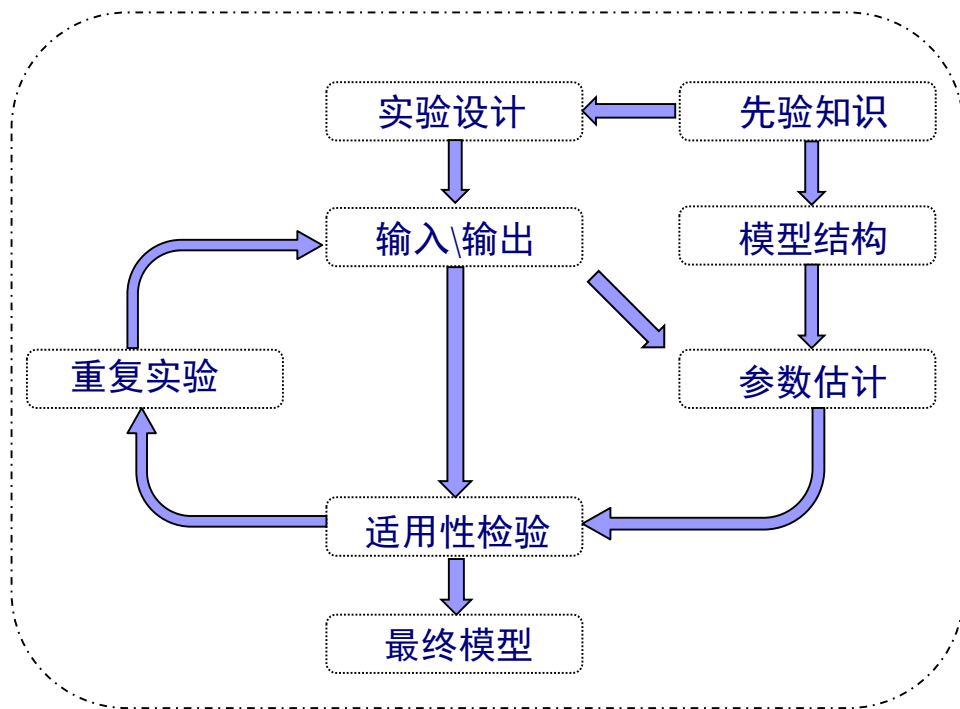 实验设计
先验知识
输入\输出
模型结构
重复实验
参数估计
适用性检验
最终模型